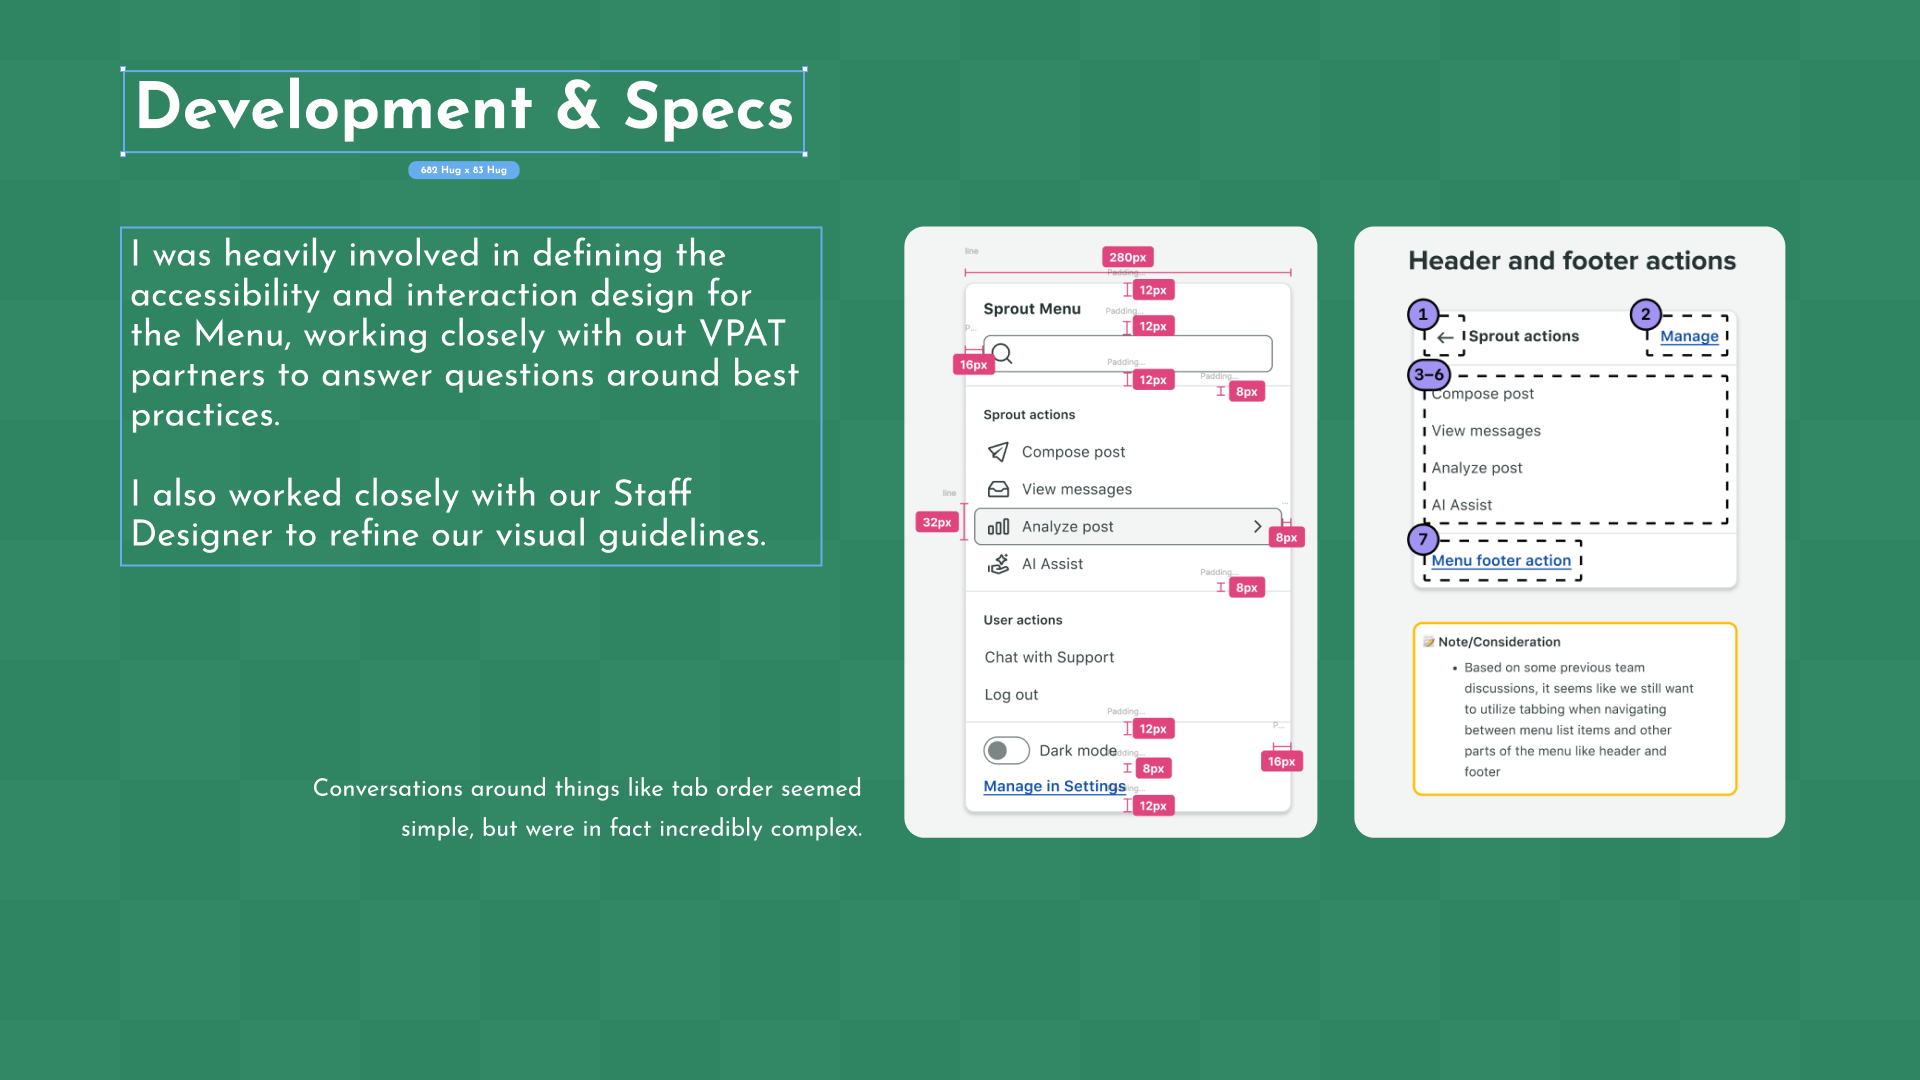 Development & Specs
682 Hug x 83 Hug
I was heavily involved in defining the
accessibility and interaction design for
the Menu, working closely with out VPAT
partners to answer questions around best
practices.
I also worked closely with our Staff
Designer to refine our visual guidelines.
Conversations around things like tab order seemed
simple, but were in fact incredibly complex.
line
280px
Padding...
12px
Sprout Menu
Padding...
12px
P...
16px
Padding...
12px
Padding...
8px
Sprout actions
Compose post
View messages
line
32px
Analyze post
...
8px
AI Assist
Padding...
8px
User actions
Chat with Support
Log out
Padding...
12px
P...
Dark mode
16px
8px
Manage in Settings
12px
Header and footer actions
1
2
Sprout actions
Manage
3–6
Compose post
View messages
Analyze post
AI Assist
7
Menu footer action
📝 Note/Consideration
• Based on some previous team
discussions, it seems like we still want
to utilize tabbing when navigating
between menu list items and other
parts of the menu like header and
footer